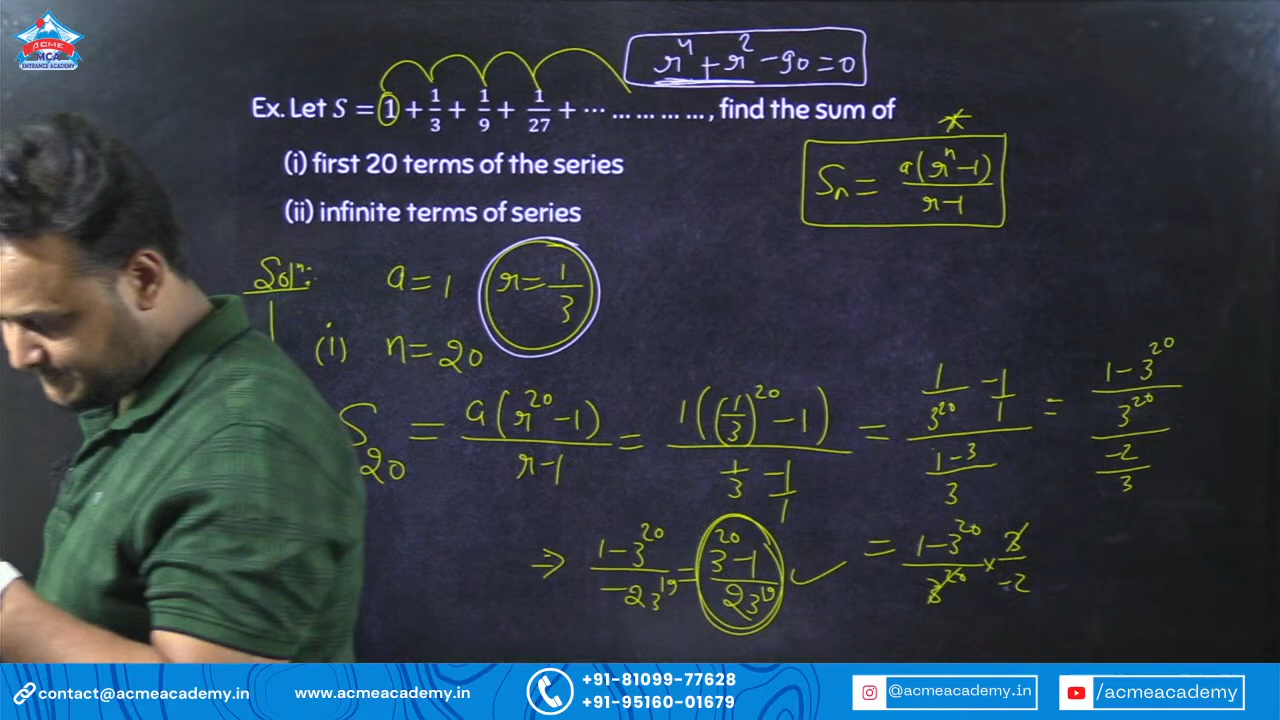 ACME
MCA
ENTRANCE ACADEMY
r⁴ + r² - 90 = 0
Ex. Let S = 1 + 1/3 + 1/9 + 1/27 + ⋯ … … … …, find the sum of
(i) first 20 terms of the series
(ii) infinite terms of series
*
Sₙ = a(rⁿ-1)/(r-1)
Solⁿ: a = 1 r = 1/3
(i) n = 20
S₂₀ = a(r²⁰-1)/(r-1) = 1((1/3)²⁰-1)/(1/3 - 1/1) = (1/3²⁰ - 1/1)/((1-3)/3) = ((1-3²⁰)/3²⁰)/(-2/3)
⇒ (1-3²⁰)/(-2 3¹⁹) = (3²⁰-1)/(2 3¹⁹) ✓ = (1-3²⁰)/3²⁰ × 3/-2
contact@acmeacademy.in
www.acmeacademy.in
+91-81099-77628
+91-95160-01679
@acmeacademy.in
/acmeacademy